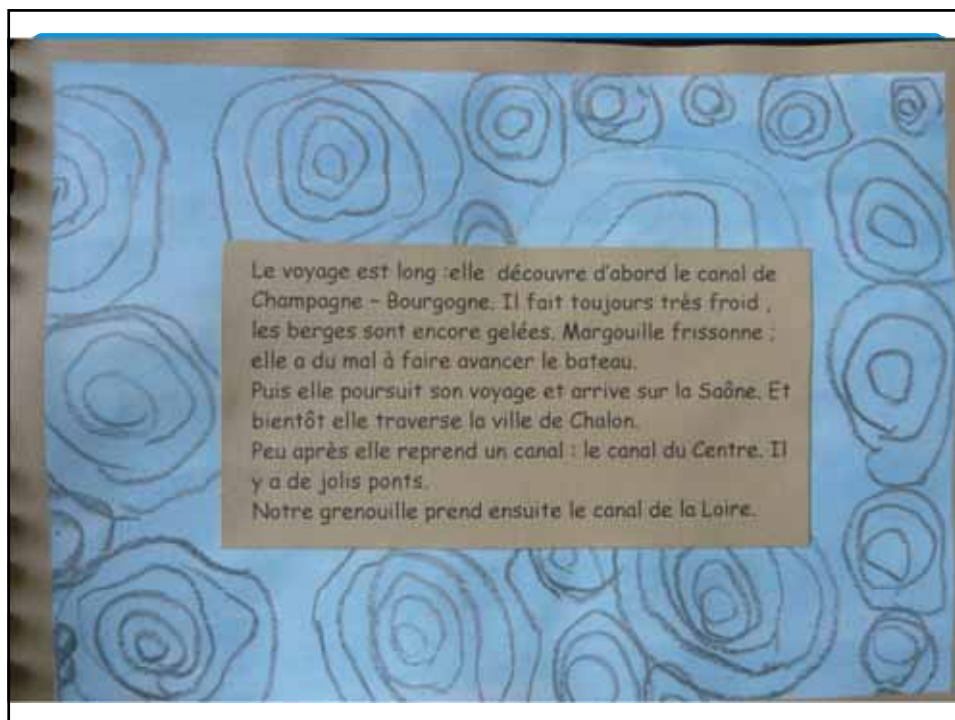 Le voyage est long :elle  découvre d'abord le canal de
Champagne – Bourgogne. Il fait toujours très froid ,
les berges sont encore gelées. Margouille frissonne ;
elle a du mal à faire avancer le bateau.
Puis elle poursuit son voyage et arrive sur la Saône. Et
bientôt elle traverse la ville de Chalon.
Peu après elle reprend un canal : le canal du Centre. Il
y a de jolis ponts.
Notre grenouille prend ensuite le canal de la Loire.